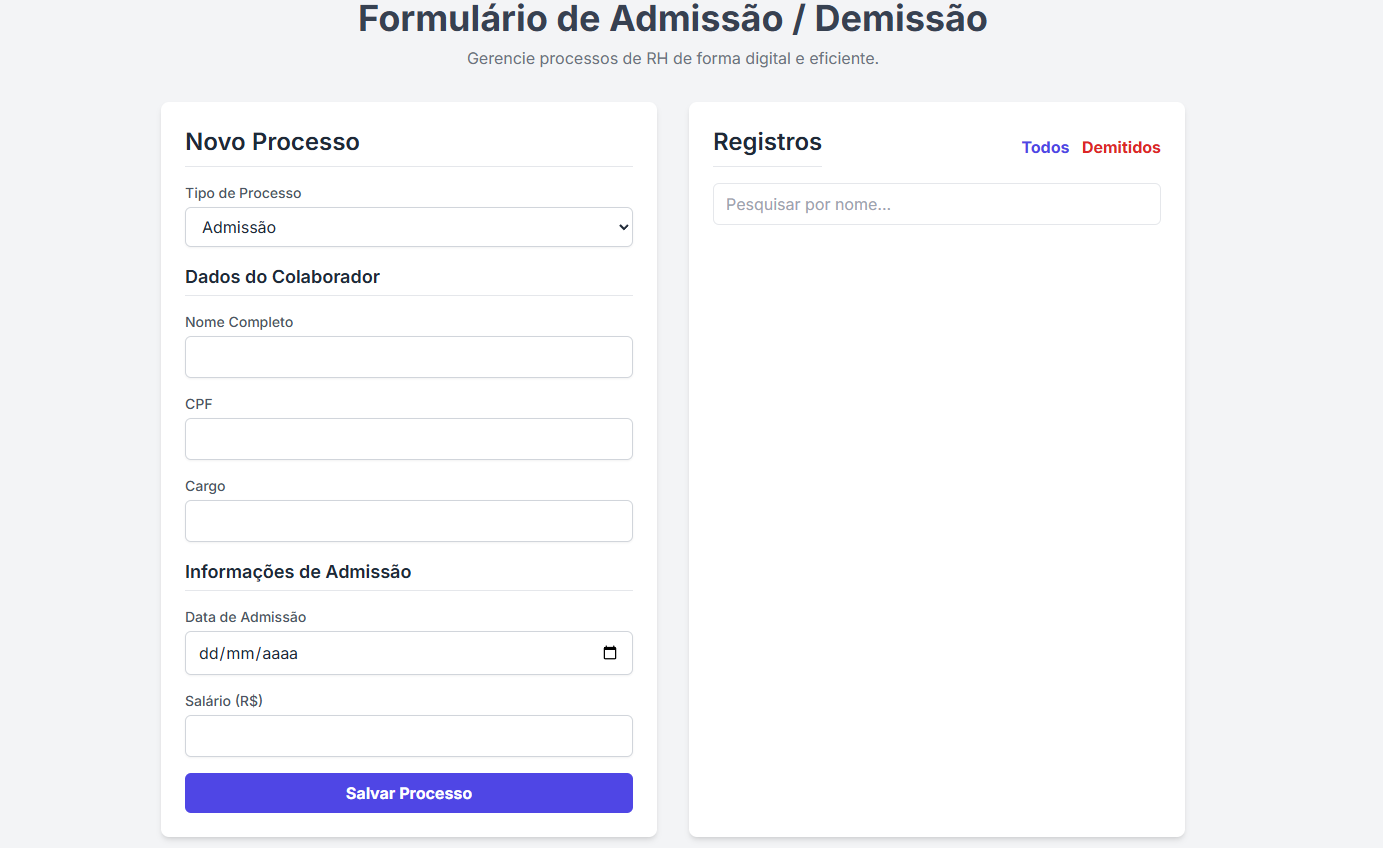 Formulário de Admissão / Demissão
Gerencie processos de RH de forma digital e eficiente.
Novo Processo
Tipo de Processo
Admissão
Dados do Colaborador
Nome Completo
CPF
Cargo
Informações de Admissão
Data de Admissão
dd/mm/aaaa
Salário (R$)
Salvar Processo
Registros
Todos Demitidos
Pesquisar por nome...